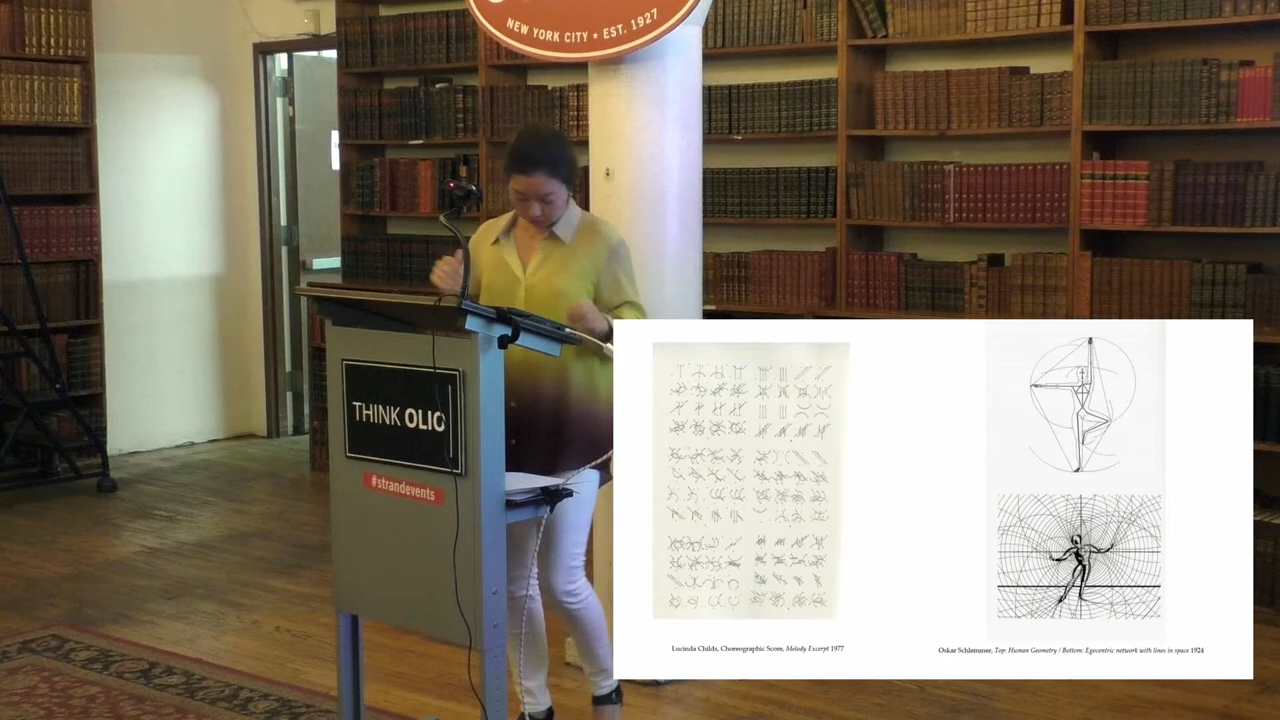 NEW YORK CITY ★ EST. 1927
THINK OLIO
#strandevents
Lucinda Childs, Choreographic Score, Melody Excerpt 1977
Oskar Schlemmer, Top: Human Geometry / Bottom: Egocentric network with lines in space 1924